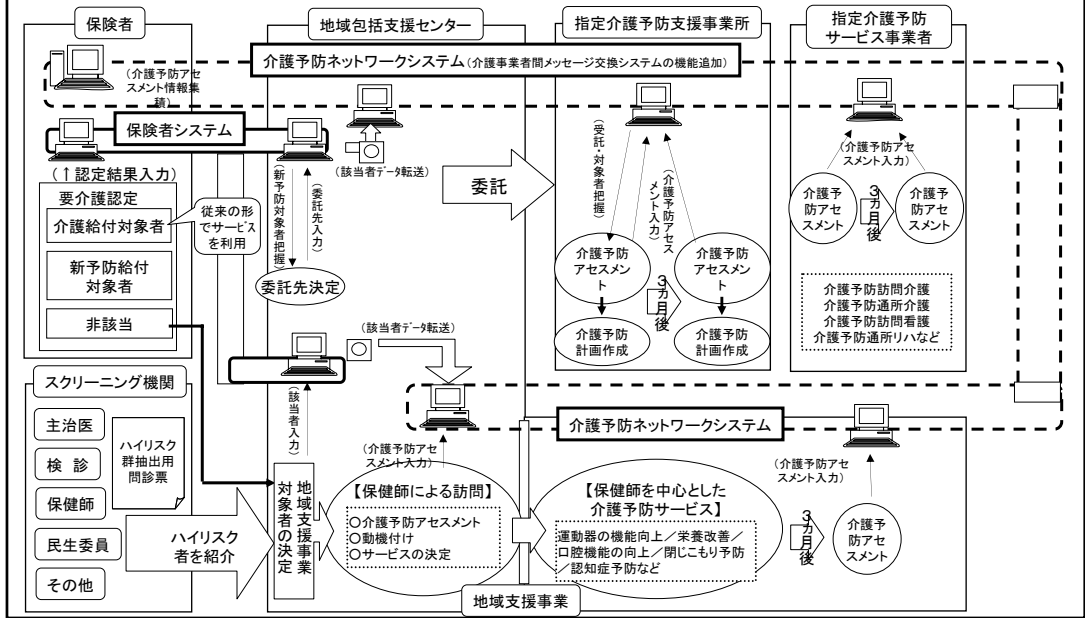 保険者
地域包括支援センター
指定介護予防支援事業所
指定介護予防
サービス事業者
介護予防ネットワークシステム(介護事業者間メッセージ交換システムの機能追加)
(介護予防アセ
スメント情報集
積)
保険者システム
(↑認定結果入力)
要介護認定
介護給付対象者
従来の形
でサービス
を利用
新予防給付
対象者
非該当
(該当者データ転送)
(新予防対象者把握)
(委託先入力)
委託先決定
委託
(受託・対象者把握)
(介護予防アセス
メント入力)
介護予防
アセスメン
ト
3ヵ月後
介護予防
アセスメン
ト
介護予防
計画作成
介護予防
計画作成
(介護予防アセ
スメント入力)
介護予
防アセス
メント
3ヵ月後
介護予
防アセス
メント
介護予防訪問介護
介護予防通所介護
介護予防訪問看護
介護予防通所リハなど
(該当者データ転送)
(該当者入力)
スクリーニング機関
主治医
検 診
保健師
民生委員
その他
ハイリスク
群抽出用
問診票
ハイリスク
者を紹介
地域支援事業
対象者の決定
(介護予防アセ
スメント入力)
【保健師による訪問】
○介護予防アセスメント
○動機付け
○サービスの決定
介護予防ネットワークシステム
【保健師を中心とした
介護予防サービス】
運動器の機能向上/栄養改善/
口腔機能の向上/閉じこもり予防
/認知症予防など
3ヵ月後
(介護予防アセ
スメント入力)
介護予
防アセ
スメント
地域支援事業